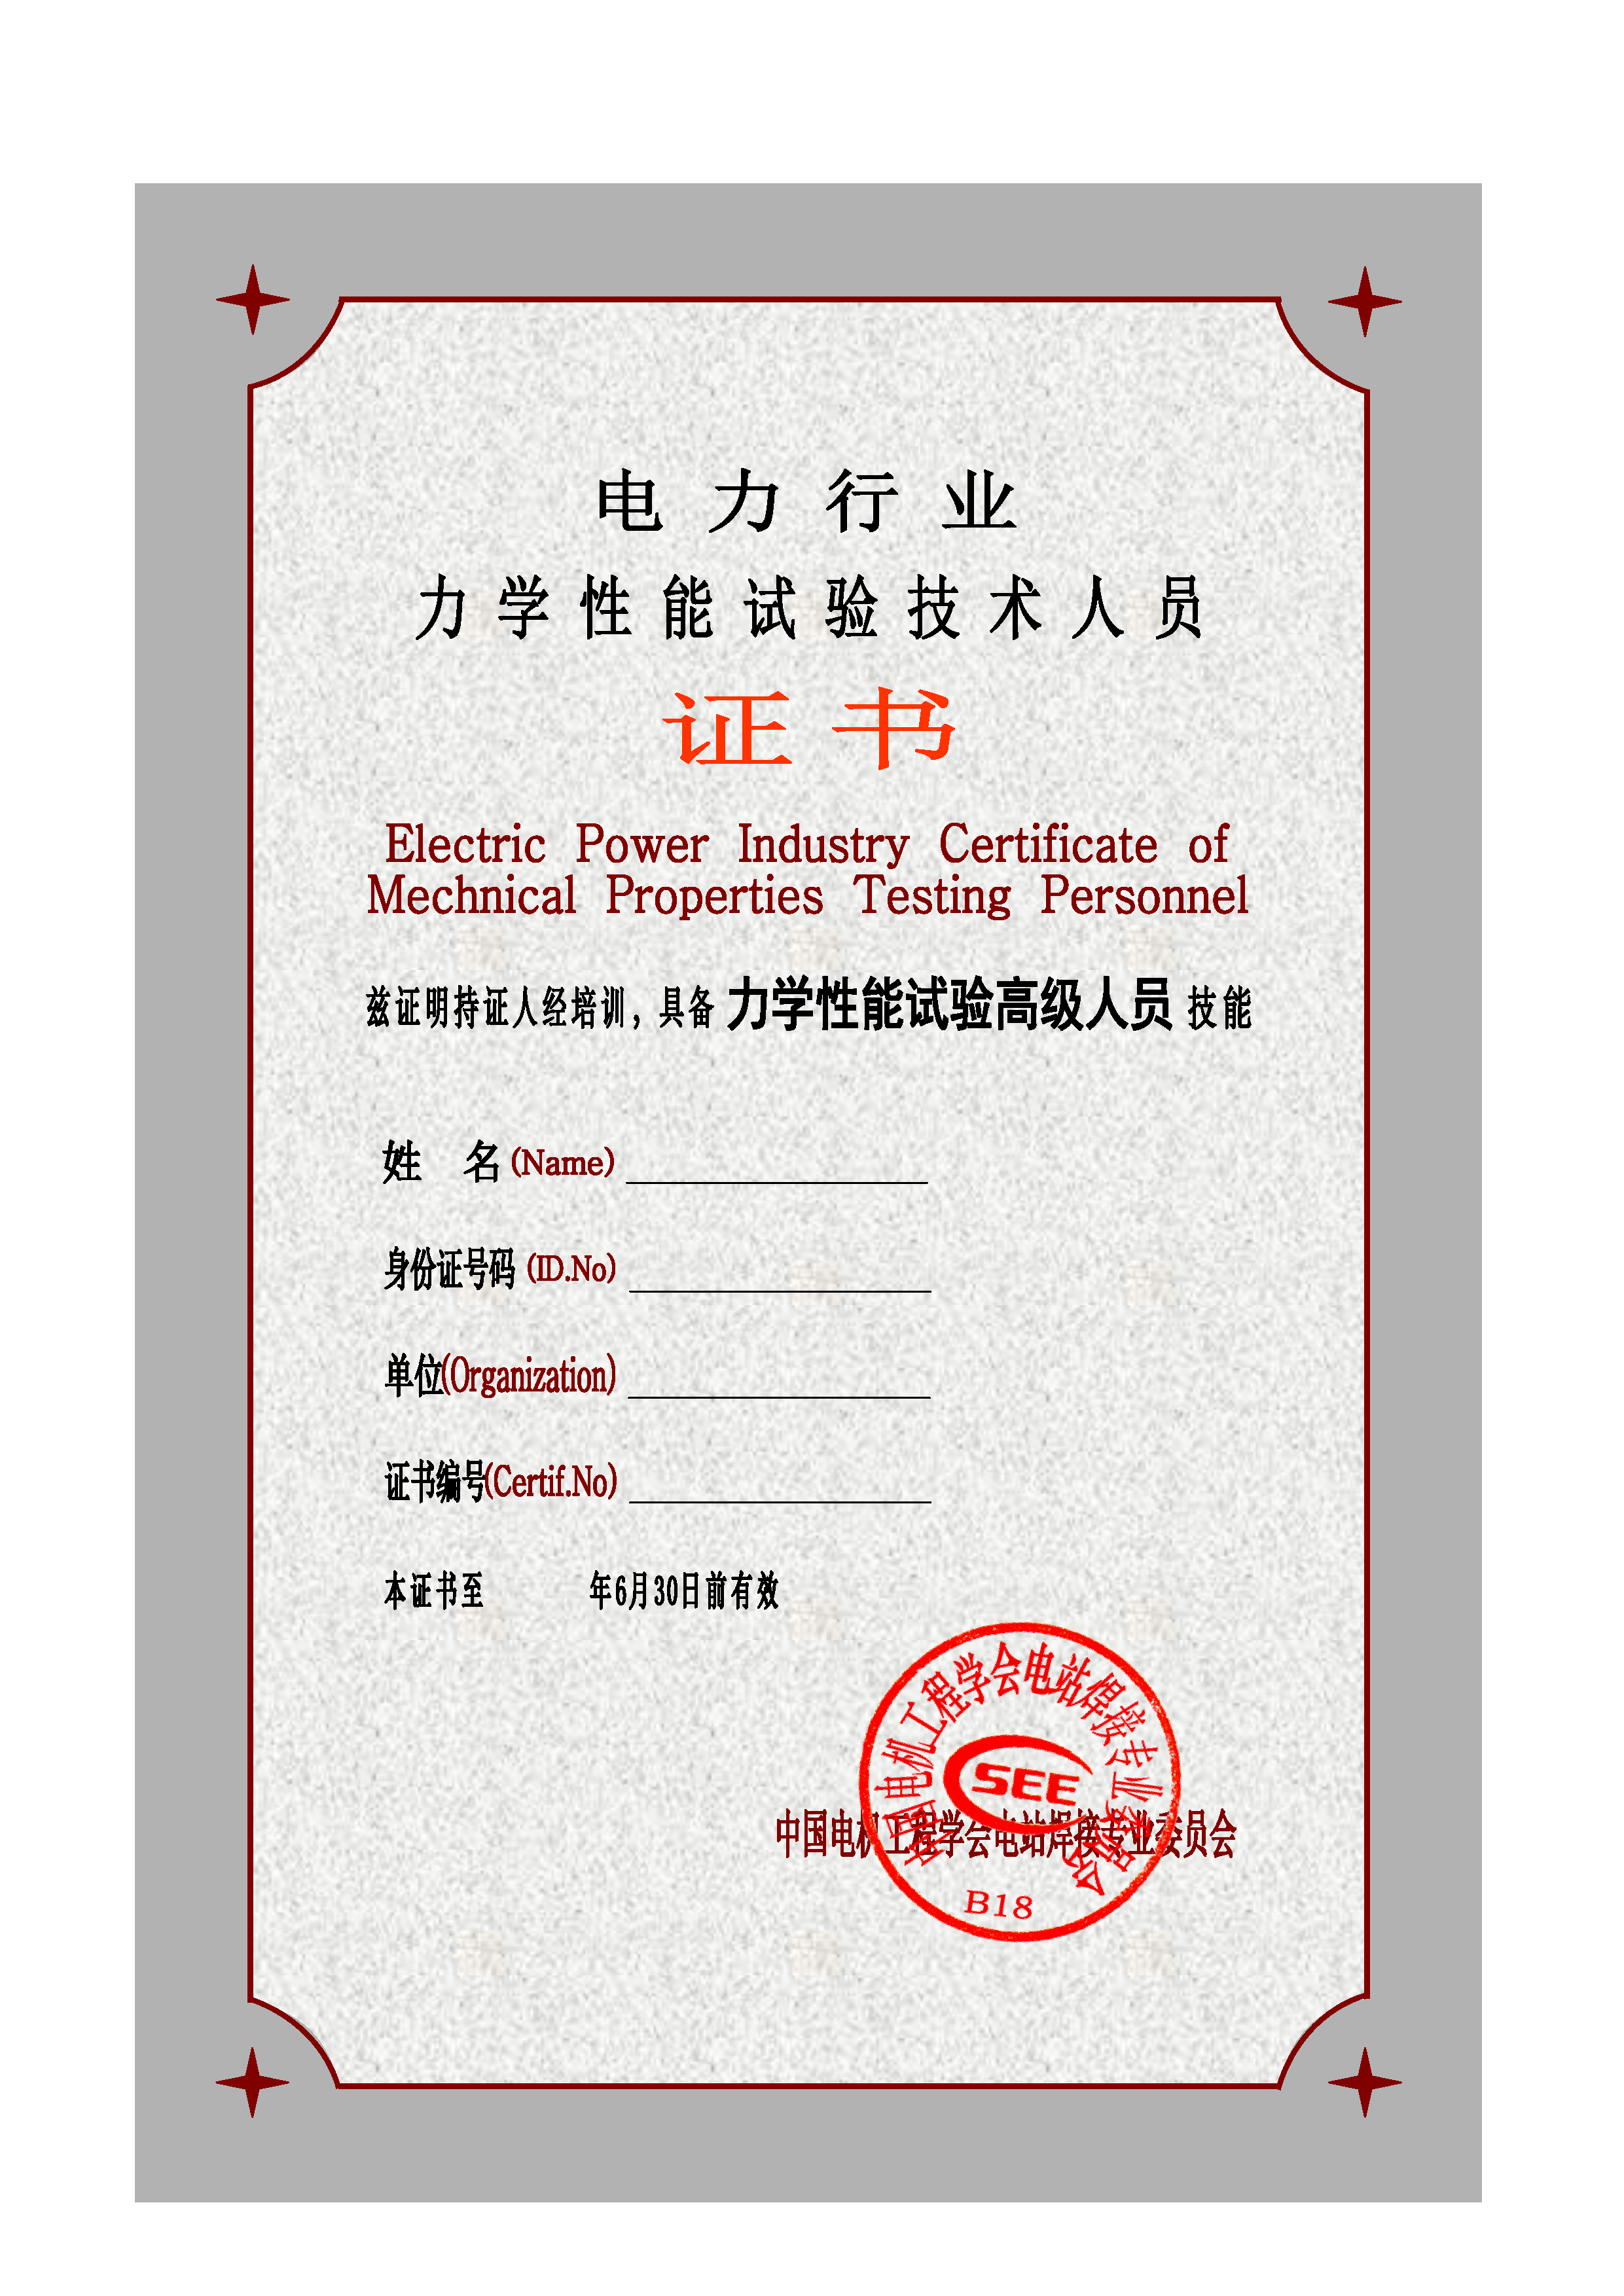 电力行业
力学性能试验技术人员
证书
Electric Power Industry Certificate of
Mechnical Properties Testing Personnel
兹证明持证人经培训，具备 力学性能试验高级人员 技能
姓 名 (Name)
身份证号码 (ID.No)
单位(Organization)
证书编号(Certif.No)
本证书至 年6月30日前有效
中国电机工程学会电站焊接专业委员会
中国电机工程学会电站焊接专业委员会
CSEE
B18